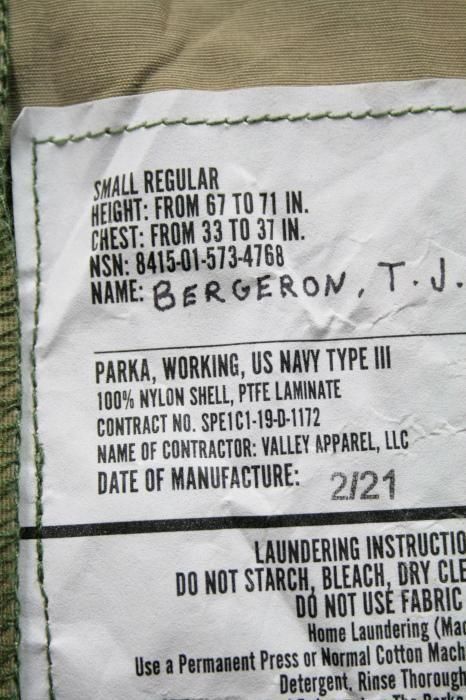 SMALL REGULAR
HEIGHT: FROM 67 TO 71 IN.
CHEST: FROM 33 TO 37 IN.
NSN: 8415-01-573-4768
NAME: BERGERON, T.J.
PARKA, WORKING, US NAVY TYPE III
100% NYLON SHELL, PTFE LAMINATE
CONTRACT NO. SPE1C1-19-D-1172
NAME OF CONTRACTOR: VALLEY APPAREL, LLC
DATE OF MANUFACTURE: 2/21
LAUNDERING INSTRUCTIO
DO NOT STARCH, BLEACH, DRY CLE
DO NOT USE FABRIC
Home Laundering (Mac
Use a Permanent Press or Normal Cotton Mach
Detergent, Rinse Thorough